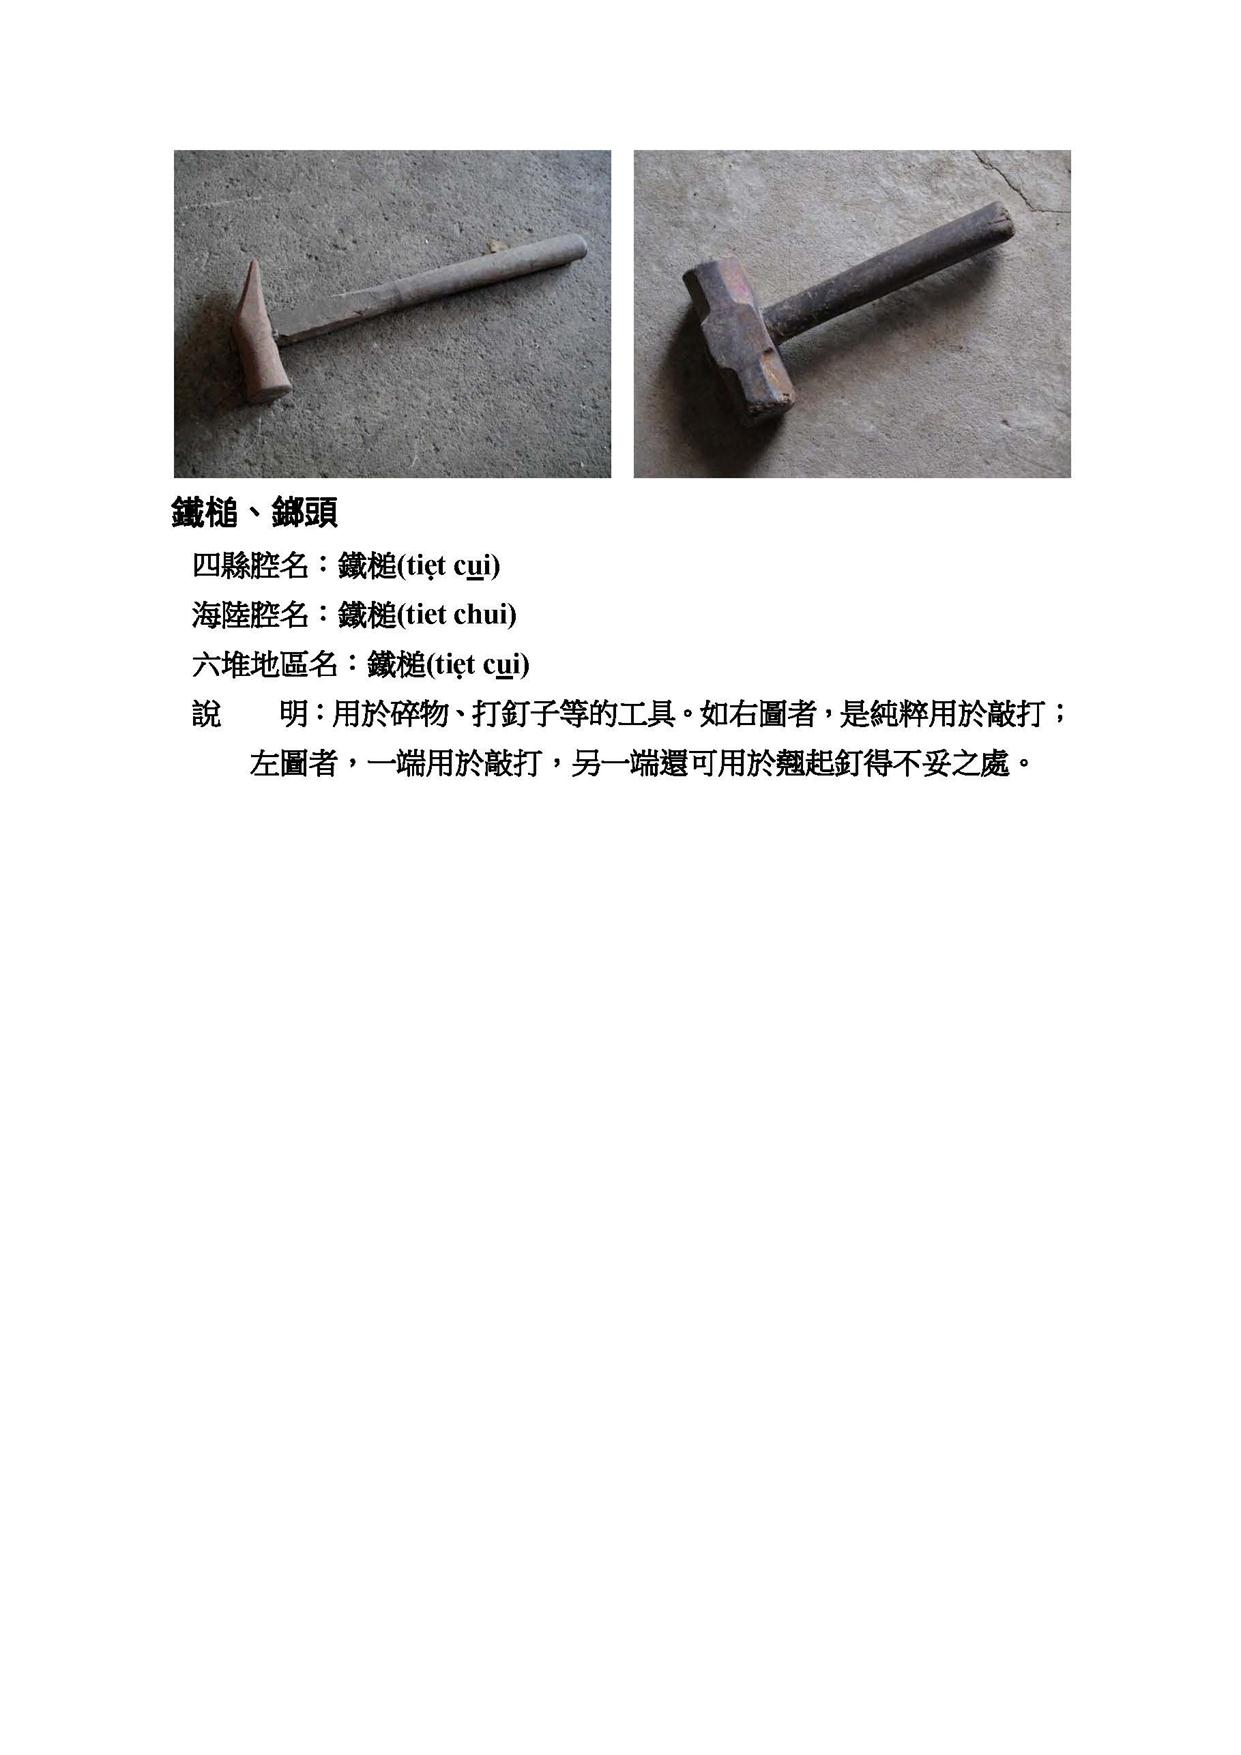 鐵槌、鎯頭
四縣腔名：鐵槌(tiẹt cu̲i)
海陸腔名：鐵槌(tiet chui)
六堆地區名：鐵槌(tiẹt cu̲i)
說　　明：用於碎物、打釘子等的工具。如右圖者，是純粹用於敲打；
左圖者，一端用於敲打，另一端還可用於翹起釘得不妥之處。